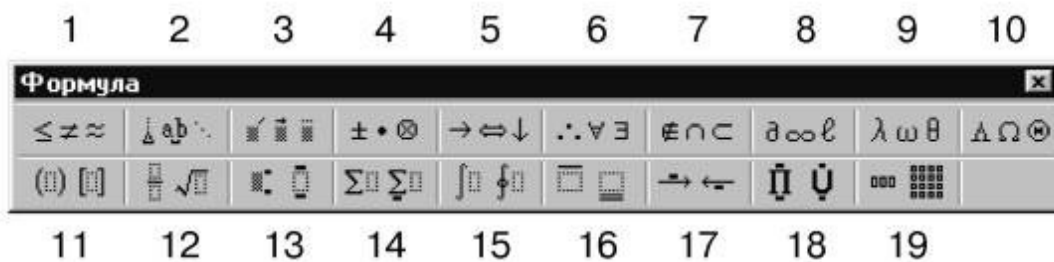 1 2 3 4 5 6 7 8 9 10
Формула
≤ ≠ ≈ a͟b ⋱ ± • ⊗ → ⇔ ↓ ∴ ∀ ∃ ∉ ∩ ⊂ ∂ ∞ ℓ λ ω θ Λ Ω Θ
(▯) [▯] √▯ Σ▯ Σ▯ ∫▯ ∮▯ → ← Π U
11 12 13 14 15 16 17 18 19